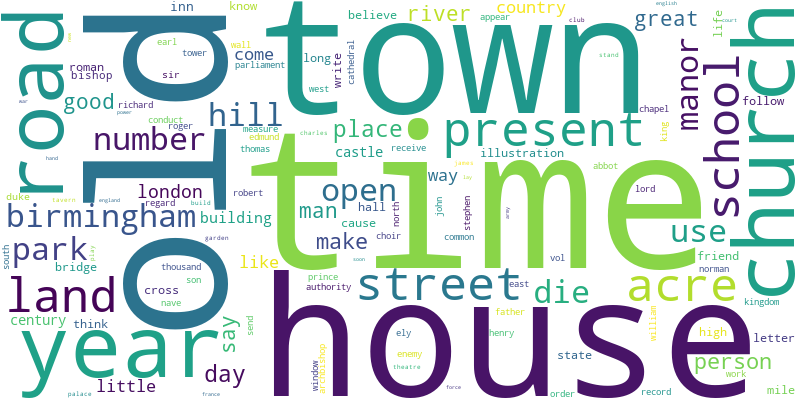 time
town
house
old
church
year
road
street
land
present
school
acre
birmingham
number
hill
park
open
place
manor
use
die
person
great
river
country
good
london
make
man
day
say
little
way
like
building
castle
come
inn
know
believe
appear
english
club
court
life
stand
wall
earl
tower
roman
bishop
sir
parliament
long
west
write
cathedral
richard
power
conduct
roger
measure
edmund
thomas
charles
receive
illustration
chapel
king
follow
war
hand
duke
tavern
england
build
regard
robert
hall
cause
north
john
stephen
common
choir
james
lay
army
abbot
lord
south
bridge
play
garden
thousand
son
cross
nave
century
think
send
prince
authority
soon
vol
east
friend
norman
kingdom
father
henry
william
high
letter
work
mile
state
order
record
ely
enemy
theatre
window
archbishop
palace
france
force